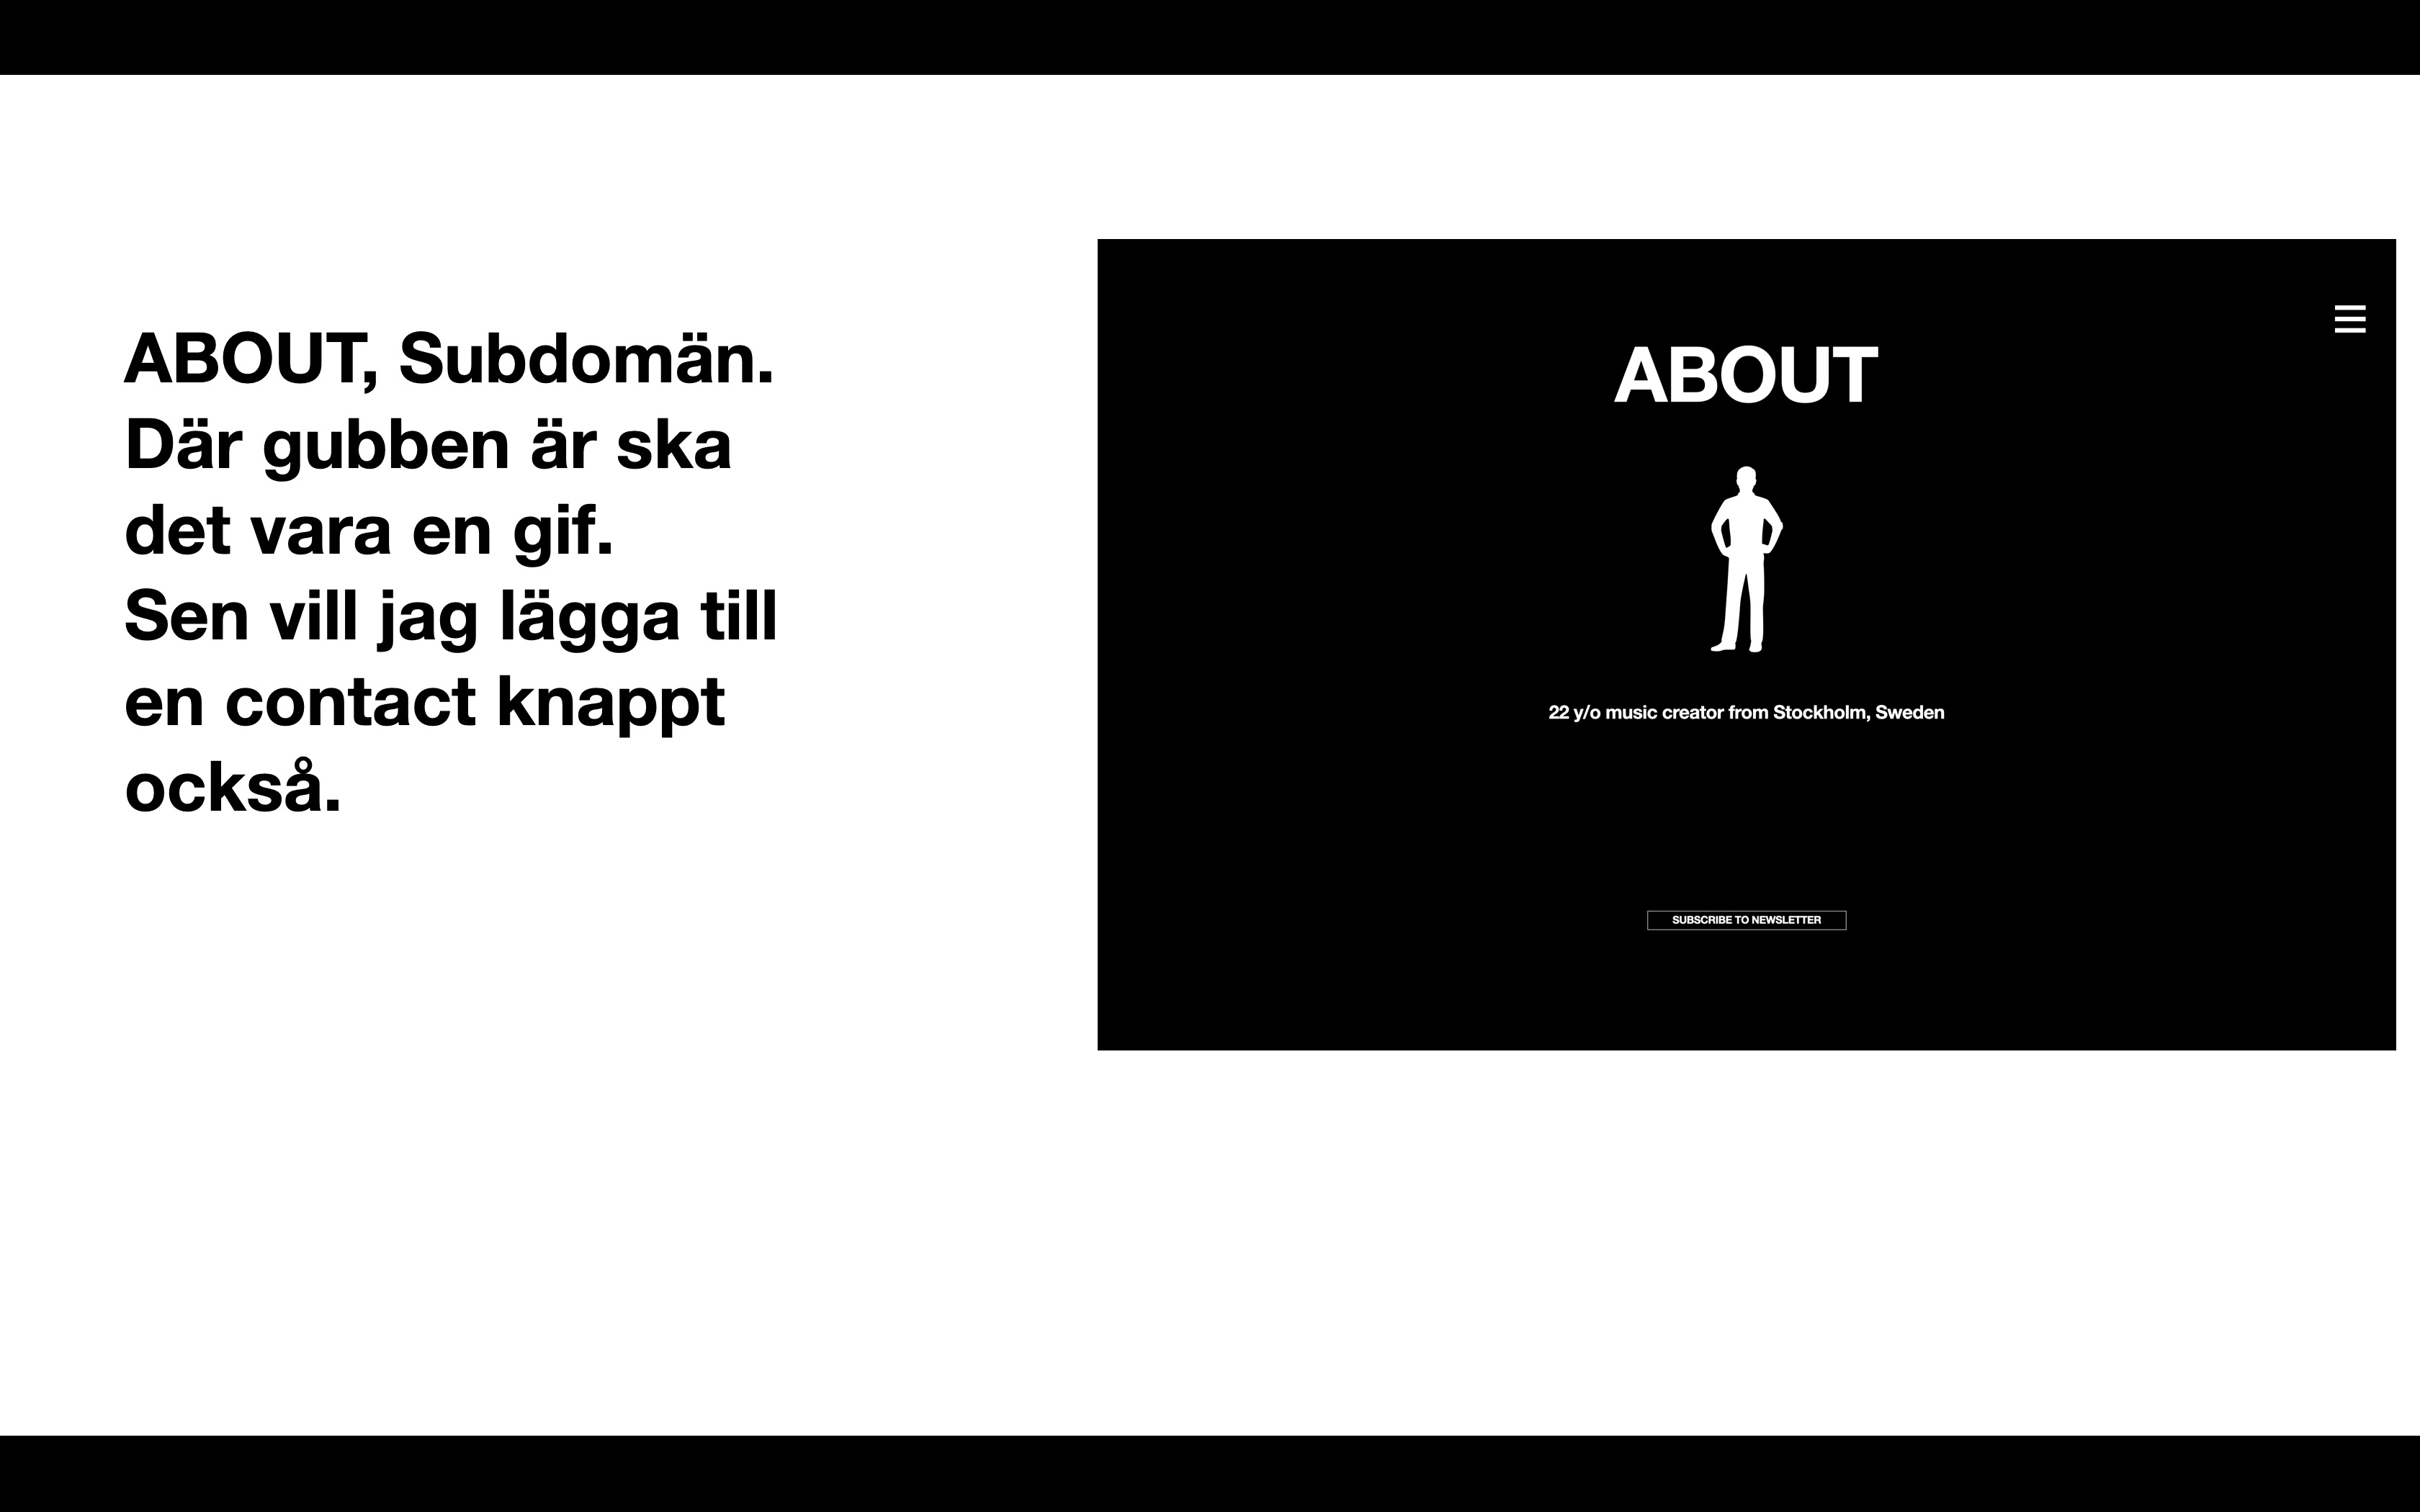 ABOUT, Subdomän.
Där gubben är ska
det vara en gif.
Sen vill jag lägga till
en contact knappt
också.
ABOUT
22 y/o music creator from Stockholm, Sweden
SUBSCRIBE TO NEWSLETTER